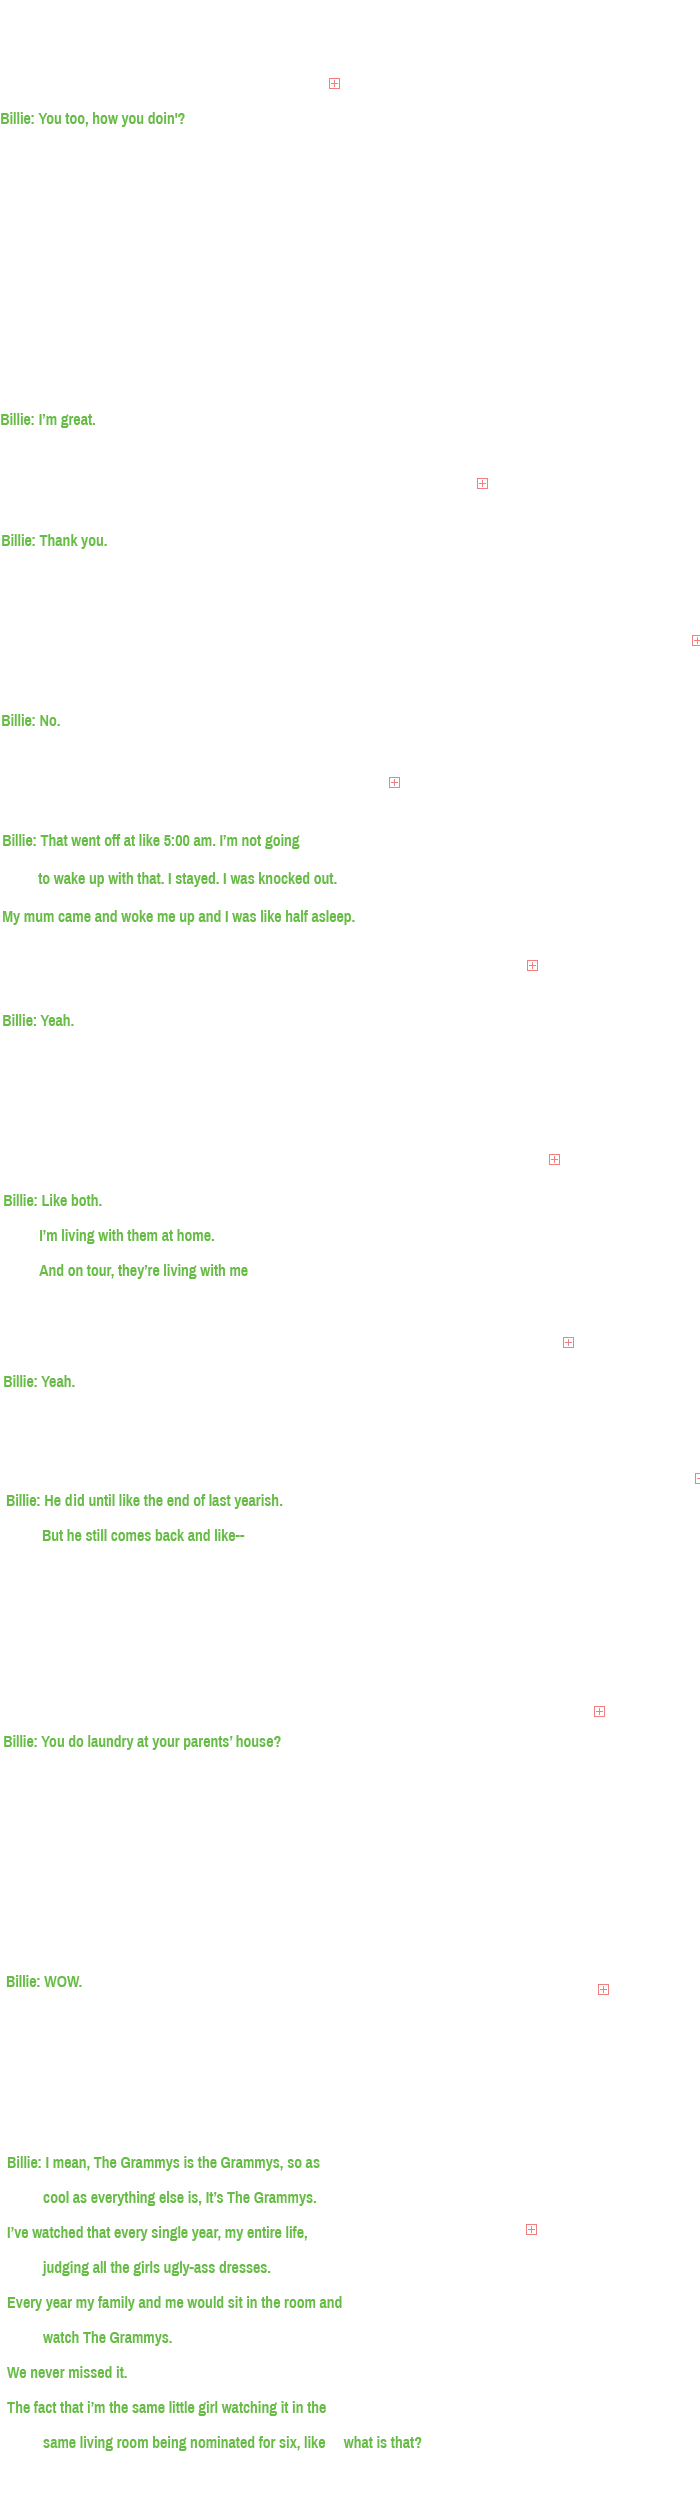 Billie: You too, how you doin'?
Billie: I’m great.
Billie: Thank you.
Billie: No.
Billie: That went off at like 5:00 am. I’m not going
to wake up with that. I stayed. I was knocked out.
My mum came and woke me up and I was like half asleep.
Billie: Yeah.
Billie: Like both.
I’m living with them at home.
And on tour, they’re living with me
Billie: Yeah.
Billie: He did until like the end of last yearish.
But he still comes back and like--
Billie: You do laundry at your parents’ house?
Billie: WOW.
Billie: I mean, The Grammys is the Grammys, so as
cool as everything else is, It’s The Grammys.
I’ve watched that every single year, my entire life,
judging all the girls ugly-ass dresses.
Every year my family and me would sit in the room and
watch The Grammys.
We never missed it.
The fact that i’m the same little girl watching it in the
same living room being nominated for six, like what is that?